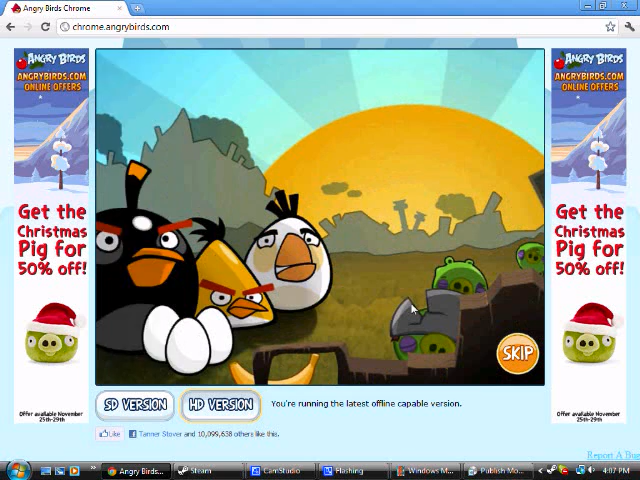 Angry Birds Chrome
chrome.angrybirds.com
ANGRY BIRDS
ANGRYBIRDS.COM
ONLINE OFFERS
Get the
Christmas
Pig for
50% off!
Offer available November
25th-29th
SKIP
ANGRY BIRDS
ANGRYBIRDS.COM
ONLINE OFFERS
Get the
Christmas
Pig for
50% off!
Offer available November
25th-29th
SD VERSION
HD VERSION
You're running the latest offline capable version.
Like
Tanner Stover and 10,099,638 others like this.
Report A Bug
Angry Birds...
Steam
CamStudio
Flashing
Windows M...
Publish Mo...
4:07 PM